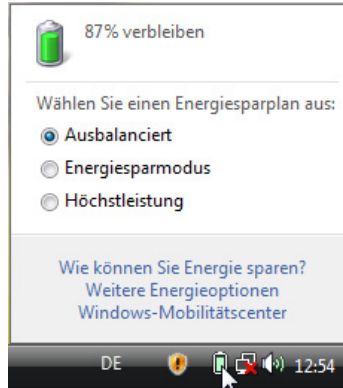 87% verbleiben
Wählen Sie einen Energiesparplan aus:
Ausbalanciert
Energiesparmodus
Höchstleistung
Wie können Sie Energie sparen?
Weitere Energieoptionen
Windows-Mobilitätscenter
DE 12:54